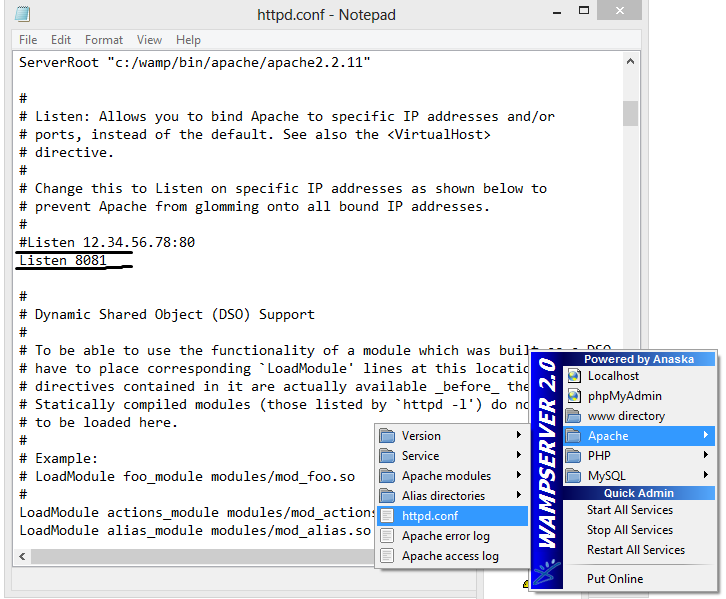 httpd.conf - Notepad
File Edit Format View Help
ServerRoot "c:/wamp/bin/apache/apache2.2.11"
#
# Listen: Allows you to bind Apache to specific IP addresses and/or
# ports, instead of the default. See also the <VirtualHost>
# directive.
#
# Change this to Listen on specific IP addresses as shown below to
# prevent Apache from glomming onto all bound IP addresses.
#
#Listen 12.34.56.78:80
Listen 8081
#
# Dynamic Shared Object (DSO) Support
#
# To be able to use the functionality of a module which was built as a DSO
# have to place corresponding `LoadModule' lines at this
# directives contained in it are actually available _before_ the
# Statically compiled modules (those listed by `httpd -l') do
# to be loaded here.
#
# Example:
# LoadModule foo_module modules/mod_foo.so
#
LoadModule actions_module modules/mod_actions
LoadModule alias_module modules/mod_alias.so
Version
Service
Apache modules
Alias directories
httpd.conf
Apache error log
Apache access log
WAMPSERVER 2.0
Powered by Anaska
Localhost
phpMyAdmin
www directory
Apache
PHP
MySQL
Quick Admin
Start All Services
Stop All Services
Restart All Services
Put Online